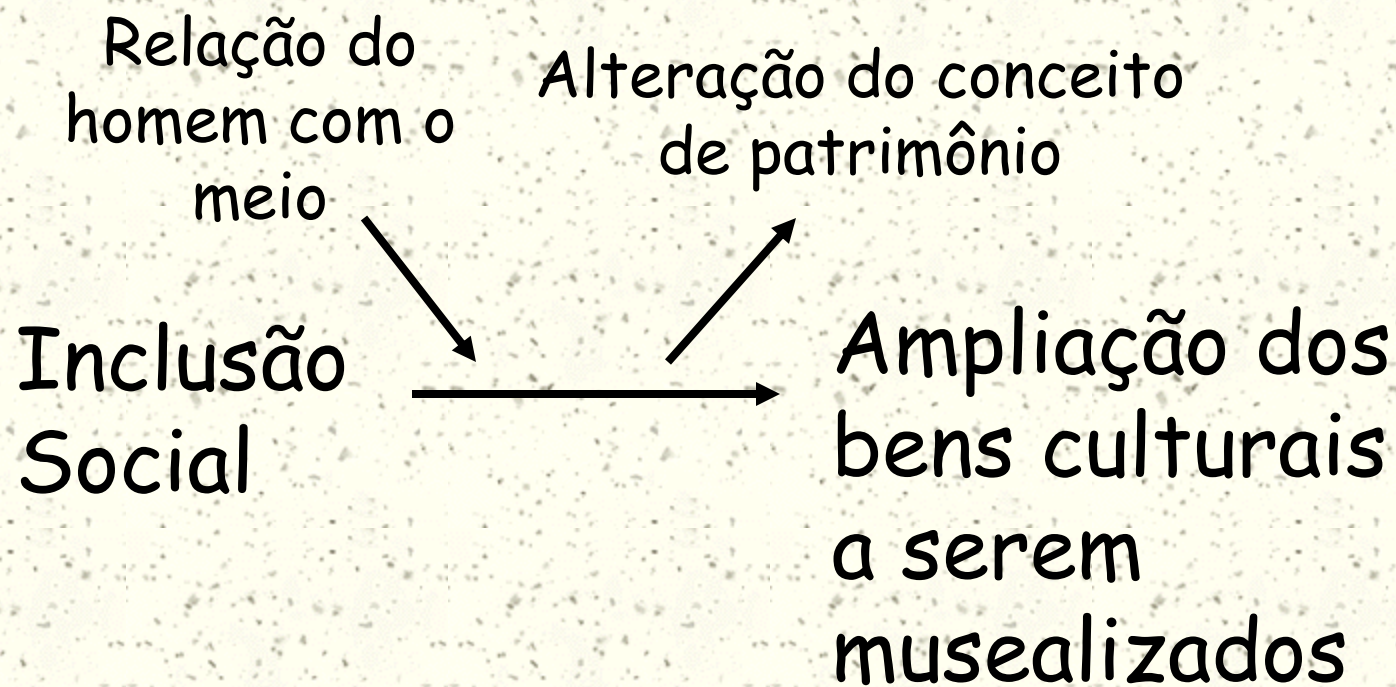 Relação do
homem com o
meio
Alteração do conceito
de patrimônio
Inclusão
Social
Ampliação dos
bens culturais
a serem
musealizados